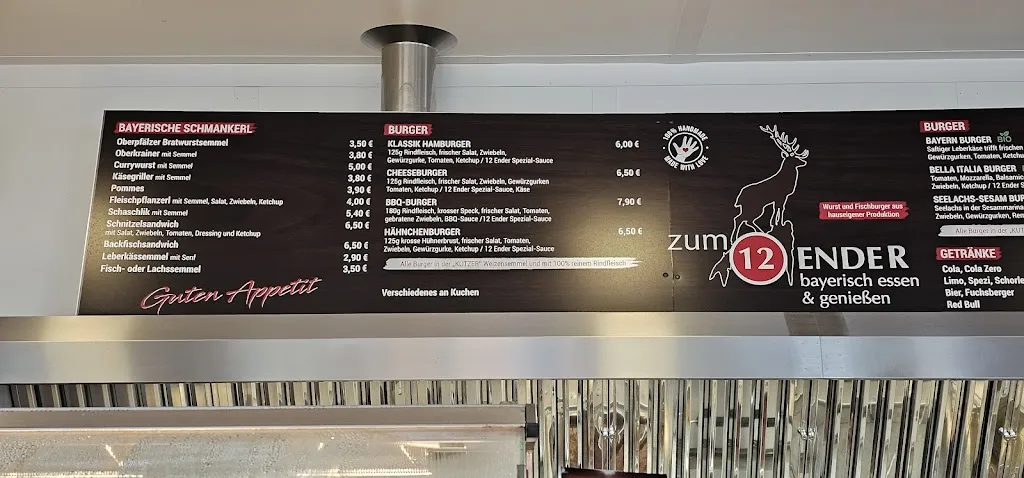 BAYERISCHE SCHMANKERL
Oberpfälzer Bratwurstsemmel 3,50 €
Oberkrainer mit Semmel 3,80 €
Currywurst mit Semmel 5,00 €
Käsegriller mit Semmel 3,80 €
Pommes 3,90 €
Fleischpflanzerl mit Semmel, Salat, Zwiebeln, Ketchup 4,00 €
Schaschlik mit Semmel 5,40 €
Schnitzelsandwich 6,50 €
mit Salat, Zwiebeln, Tomaten, Dressing und Ketchup
Backfischsandwich 6,50 €
Leberkässemmel mit Senf 2,90 €
Fisch- oder Lachssemmel 3,50 €
Guten Appetit
BURGER
KLASSIK HAMBURGER 6,00 €
125g Rindfleisch, frischer Salat, Zwiebeln,
Gewürzgurke, Tomaten, Ketchup / 12 Ender Spezial-Sauce
CHEESEBURGER 6,50 €
125g Rindfleisch, frischer Salat, Zwiebeln, Gewürzgurken
Tomaten, Ketchup / 12 Ender Spezial-Sauce, Käse
BBQ-BURGER 7,90 €
180g Rindfleisch, krosser Speck, frischer Salat, Tomaten,
gebratene Zwiebeln, BBQ-Sauce /12 Ender Spezial-Sauce
HÄHNCHENBURGER 6,50 €
125g krosse Hühnerbrust, frischer Salat, Tomaten,
Zwiebeln, Gewürzgurke, Ketchup / 12 Ender Spezial-Sauce
Alle Burger in der „KUTZER" Weizensemmel und mit 100% reinem Rindfleisch
Verschiedenes an Kuchen
100% HANDMADE
MADE WITH LOVE
zum 12 ENDER
bayerisch essen
& genießen
Wurst und Fischburger aus
hauseigener Produktion
BURGER
BAYERN BURGER BIO
Saftiger Leberkäse trifft frischen
Gewürzgurke, Tomaten, Ketchup
BELLA ITALIA BURGER
Tomaten, Mozzarella, Balsamic
Zwiebeln, Ketchup / 12 Ender S
SEELACHS-SESAM BUR
Seelachs in der Sesammarina
Zwiebeln, Gewürzgurken, Rem
Alle Burger in der „KUT
GETRÄNKE
Cola, Cola Zero
Limo, Spezi, Schorle
Bier, Fuchsberger
Red Bull